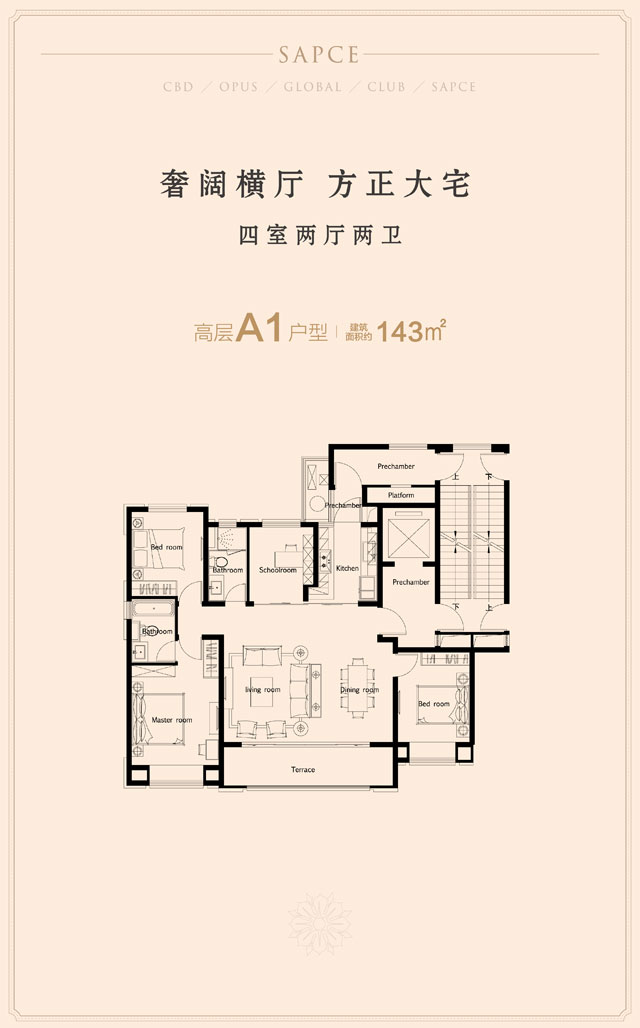 SAPCE
CBD / OPUS / GLOBAL / CLUB / SAPCE
奢阔横厅 方正大宅
四室两厅两卫
高层A1户型 | 建筑面积约 143㎡
Prechamber
上 下
Platform
Prechamber
Bed room
Bathroom
Schoolroom
Kitchen
Prechamber
下 上
Bathroom
living room
Dining room
Bed room
Master room
Terrace